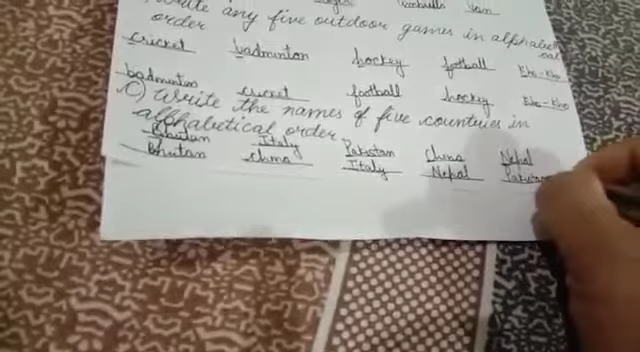 Write any five outdoor games in alphabetical
order
cricket badminton hockey football Kho-Kho
badminton cricket football hockey Kho-Kho
C) Write the names of five countries in
alphabetical order
Bhutan Italy Pakistan China Nepal
Bhutan China Italy Nepal Pakistan